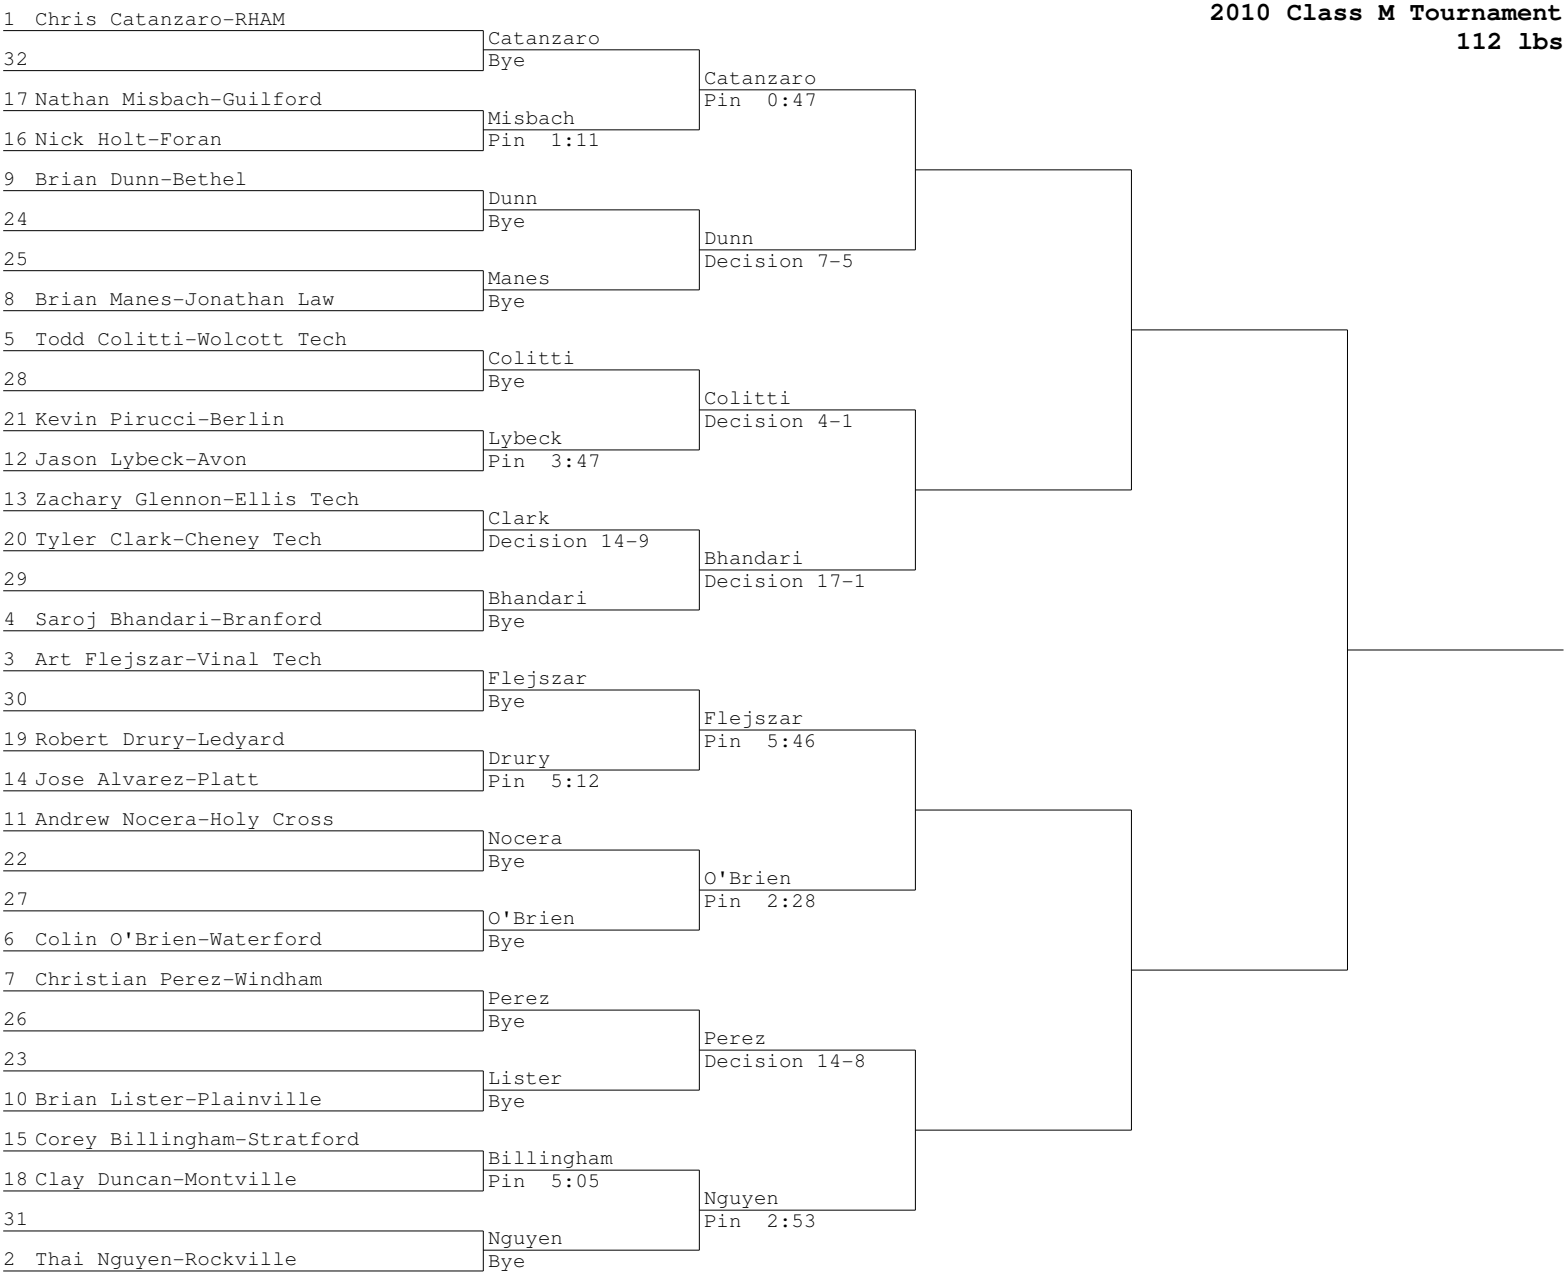 2010 Class M Tournament
112 lbs
1 Chris Catanzaro-RHAM
32
17 Nathan Misbach-Guilford
16 Nick Holt-Foran
9 Brian Dunn-Bethel
24
25
8 Brian Manes-Jonathan Law
5 Todd Colitti-Wolcott Tech
28
21 Kevin Pirucci-Berlin
12 Jason Lybeck-Avon
13 Zachary Glennon-Ellis Tech
20 Tyler Clark-Cheney Tech
29
4 Saroj Bhandari-Branford
3 Art Flejszar-Vinal Tech
30
19 Robert Drury-Ledyard
14 Jose Alvarez-Platt
11 Andrew Nocera-Holy Cross
22
27
6 Colin O'Brien-Waterford
7 Christian Perez-Windham
26
23
10 Brian Lister-Plainville
15 Corey Billingham-Stratford
18 Clay Duncan-Montville
31
2 Thai Nguyen-Rockville
Catanzaro
Bye
Misbach
Pin 1:11
Dunn
Bye
Manes
Bye
Colitti
Bye
Lybeck
Pin 3:47
Clark
Decision 14-9
Bhandari
Bye
Flejszar
Bye
Drury
Pin 5:12
Nocera
Bye
O'Brien
Bye
Perez
Bye
Lister
Bye
Billingham
Pin 5:05
Nguyen
Bye
Catanzaro
Pin 0:47
Dunn
Decision 7-5
Colitti
Decision 4-1
Bhandari
Decision 17-1
Flejszar
Pin 5:46
O'Brien
Pin 2:28
Perez
Decision 14-8
Nguyen
Pin 2:53